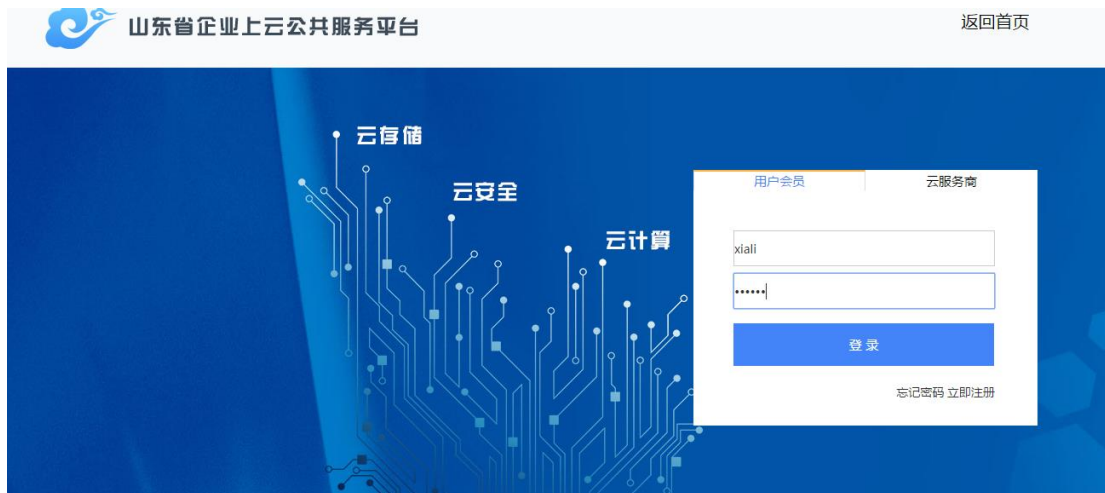 山东省企业上云公共服务平台
返回首页
云存储
云安全
云计算
用户会员 云服务商
xiali
••••••
登 录
忘记密码 立即注册